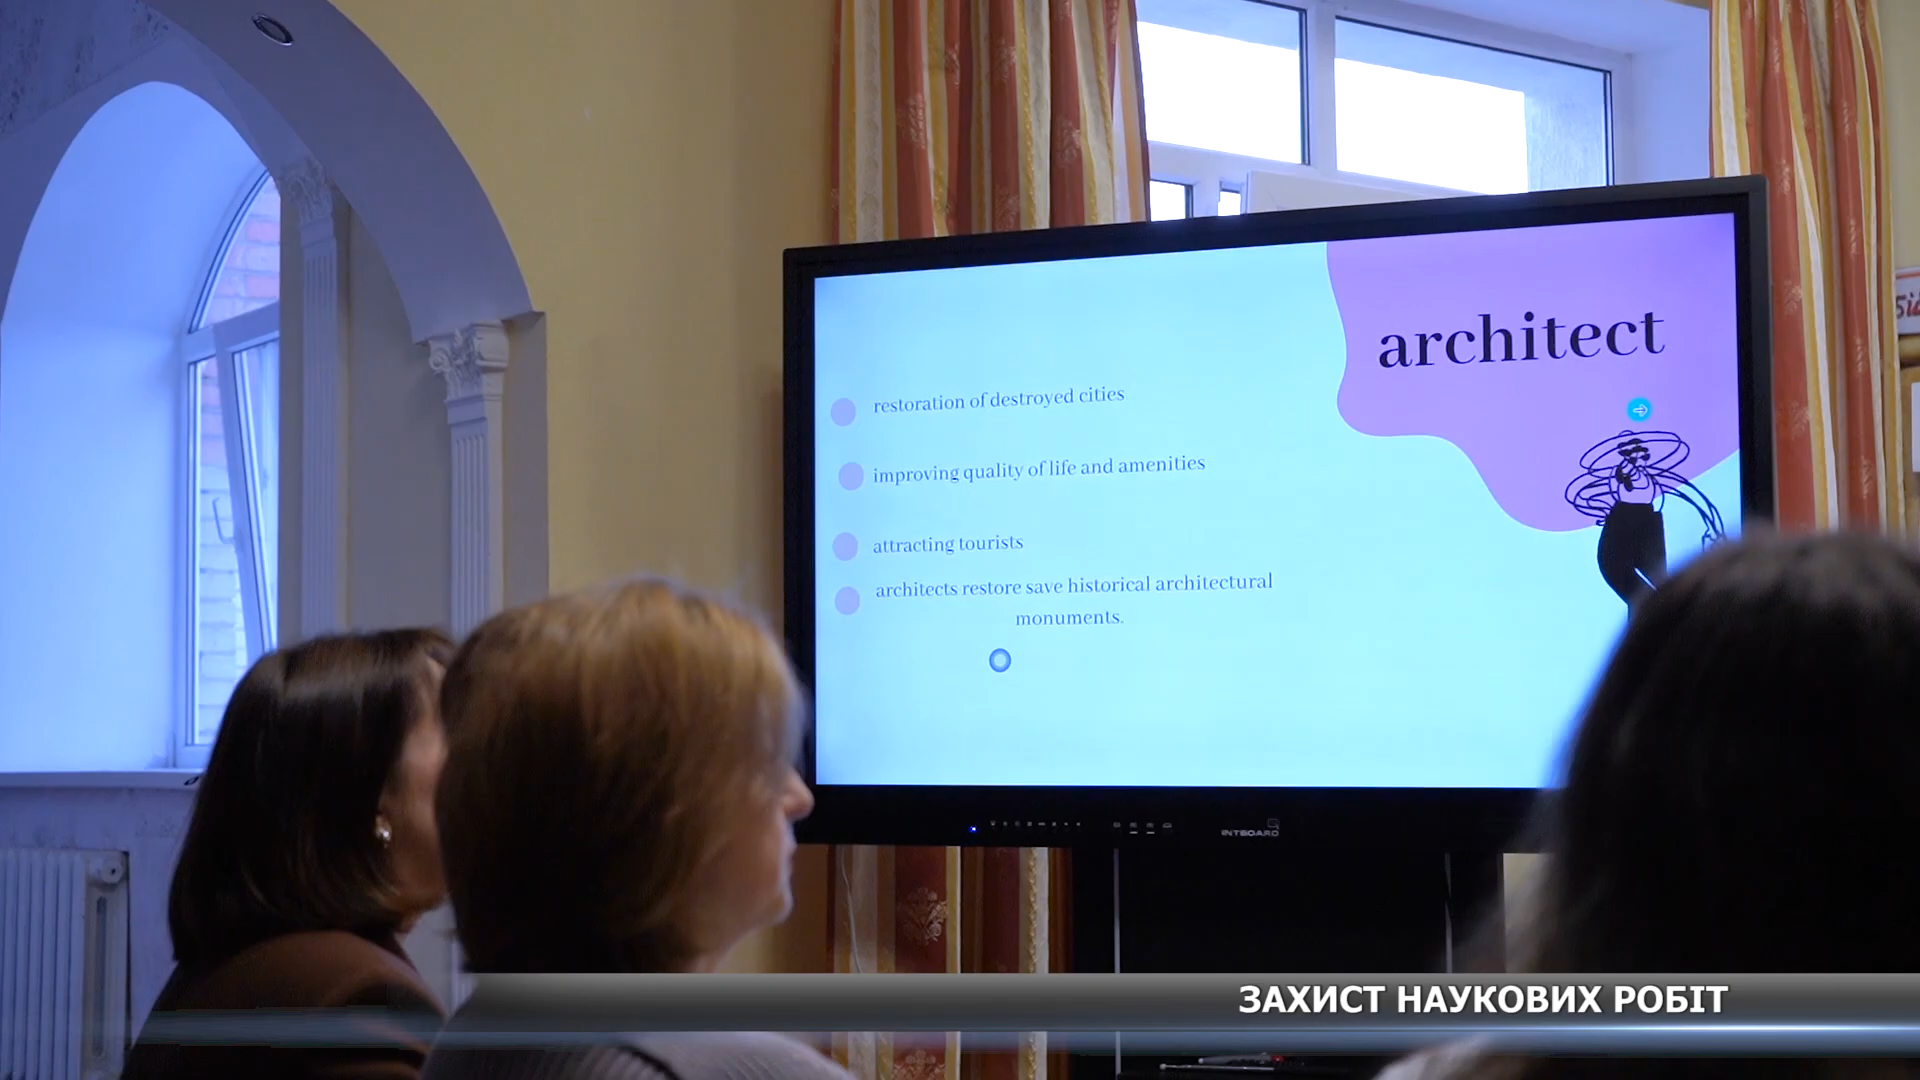 architect
restoration of destroyed cities
improving quality of life and amenities
attracting tourists
architects restore save historical architectural
monuments.
INTBOARD
ЗАХИСТ НАУКОВИХ РОБІТ